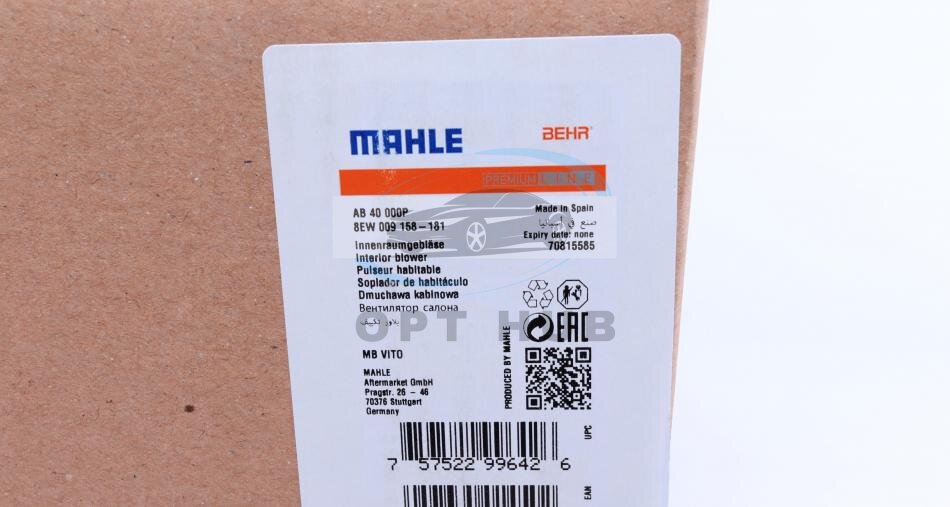 MAHLE
BEHR®
PREMIUM LINE
AB 40 000P
8EW 009 158-181
Made in Spain
صنع في أسبانيا
Expiry date: none
70815585
Innenraumgebläse
Interior blower
Pulseur habitable
Soplador de habitáculo
Dmuchawa kabinowa
Вентилятор салона
بلاور تكييف
OPT HUB
EAC
MB VITO
MAHLE
Aftermarket GmbH
Pragstr. 26 - 46
70376 Stuttgart
Germany
PRODUCED BY MAHLE
UPC
7 57522 99642 6
EAN